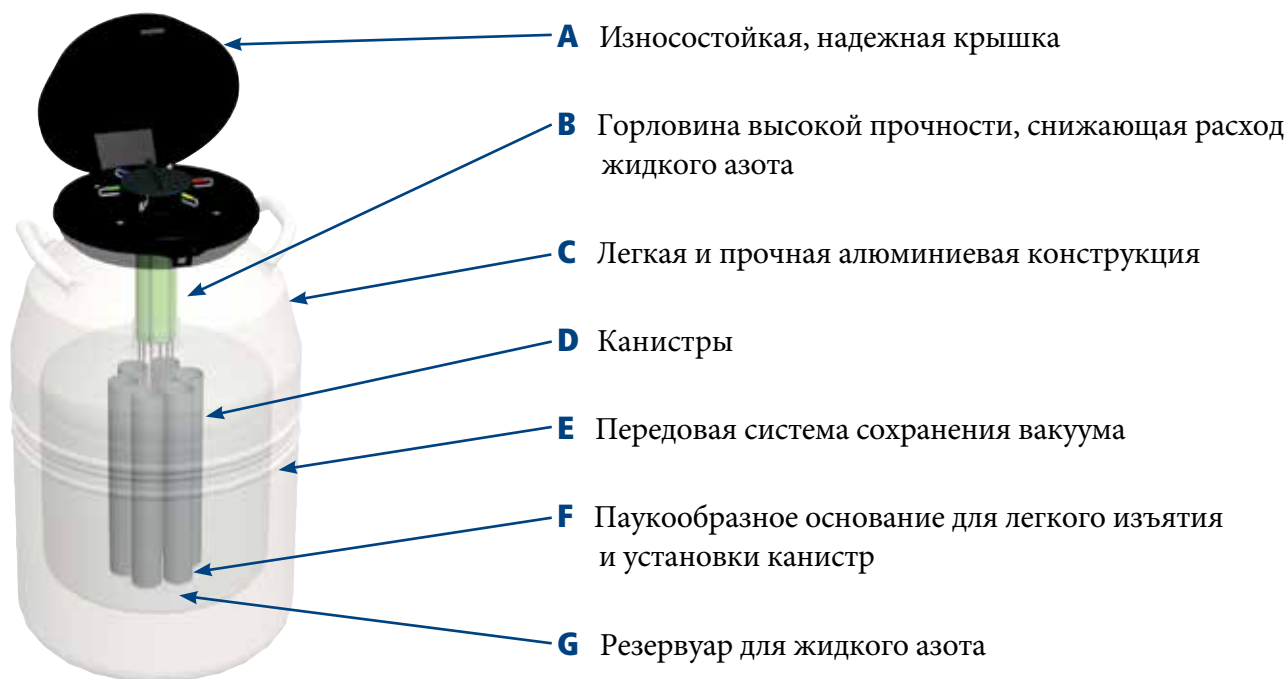 A Износостойкая, надежная крышка
B Горловина высокой прочности, снижающая расход
жидкого азота
C Легкая и прочная алюминиевая конструкция
D Канистры
E Передовая система сохранения вакуума
F Паукообразное основание для легкого изъятия
и установки канистр
G Резервуар для жидкого азота